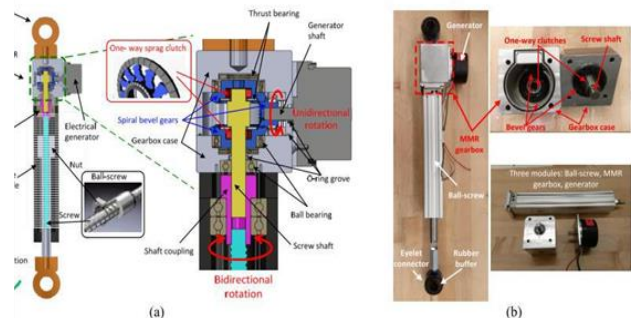 Thrust bearing
Generator
shaft
One- way sprag clutch
Spiral bevel gears
Gearbox case
Unidirectional
rotation
Electrical
generator
Nut
Ball-screw
Screw
O-ring grove
Ball bearing
Shaft coupling
Screw shaft
Bidirectional
rotation
(a)
Generator
One-way clutches
Screw
shaft
MMR
gearbox
Bevel
gears
Gearbox case
Ball-screw
Three modules: Ball-screw, MMR
gearbox, generator
Eyelet
connector
Rubber
buffer
(b)